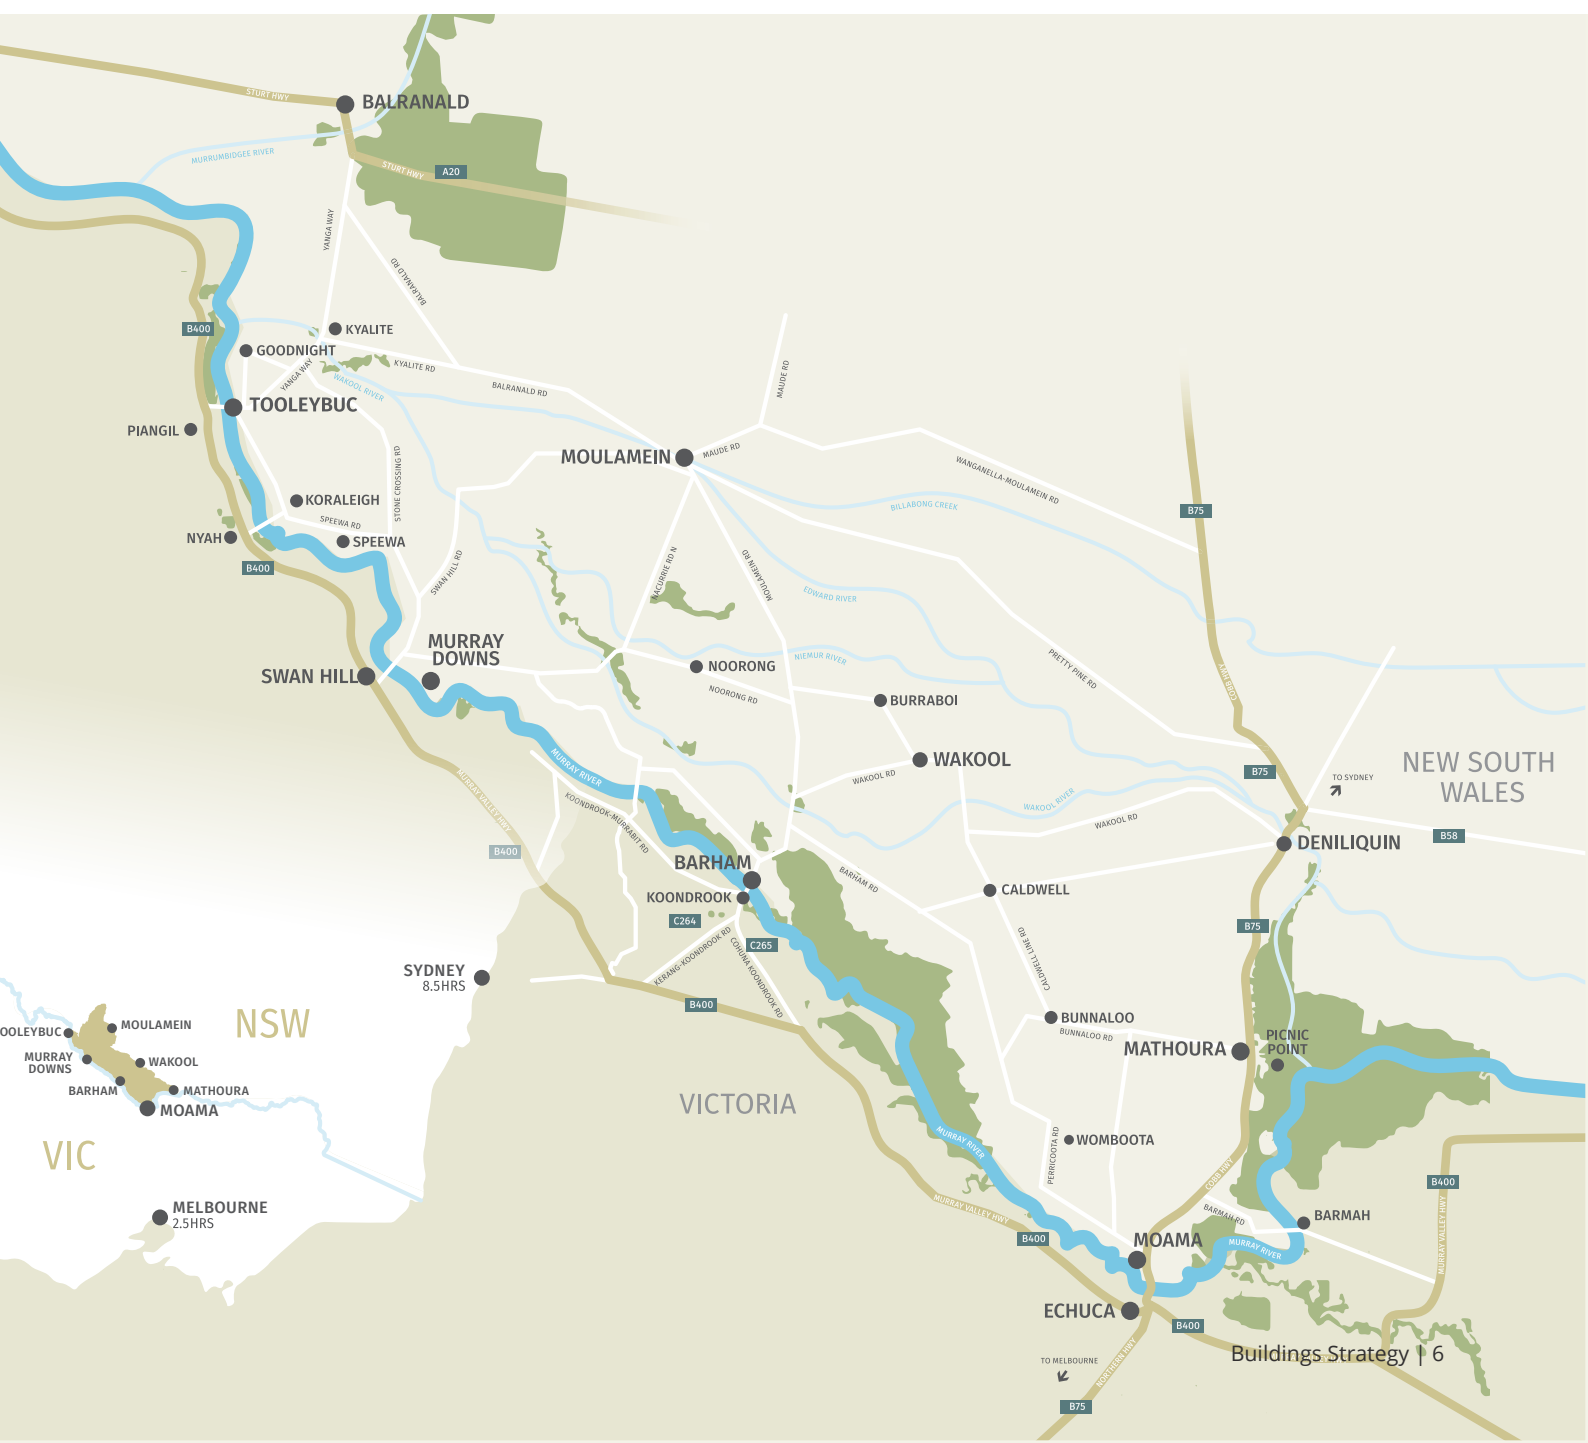 STURT HWY
BALRANALD
MURRUMBIDGEE RIVER
STURT HWY
A20
YANGA WAY
BALRANALD RD
B400
KYALITE
GOODNIGHT
YANGA WAY
KYALITE RD
WAKOOL RIVER
BALRANALD RD
MAUDE RD
TOOLEYBUC
PIANGIL
MOULAMEIN
MAUDE RD
WANGANELLA-MOULAMEIN RD
STONE CROSSING RD
KORALEIGH
BILLABONG CREEK
B75
SPEEWA RD
NYAH
SPEEWA
B400
SWAN HILL RD
NACURRIE RD N
MOULAMEIN RD
EDWARD RIVER
MURRAY
DOWNS
SWAN HILL
NOORONG
NIEMUR RIVER
PRETTY PINE RD
COBB HWY
NOORONG RD
BURRABOI
WAKOOL
MURRAY RIVER
WAKOOL RD
B75
TO SYDNEY
NEW SOUTH
WALES
MURRAY VALLEY HWY
KOONDROOK-MURRABIT RD
WAKOOL RIVER
WAKOOL RD
B58
DENILIQUIN
B400
BARHAM
BARHAM RD
KOONDROOK
CALDWELL
C264
C265
B75
KERANG-KOONDROOK RD
COHUNA KOONDROOK RD
CALDWELL LINE RD
SYDNEY
8.5HRS
B400
BUNNALOO
BUNNALOO RD
MATHOURA
PICNIC
POINT
NSW
OOLEYBUC
MOULAMEIN
MURRAY
DOWNS
WAKOOL
BARHAM
MATHOURA
MOAMA
VICTORIA
MURRAY RIVER
WOMBOOTA
PERRICOOTA RD
VIC
COBB HWY
B400
MELBOURNE
2.5HRS
MURRAY VALLEY HWY
BARMAH RD
BARMAH
MURRAY VALLEY HWY
B400
MOAMA
MURRAY RIVER
ECHUCA
B400
Buildings Strategy | 6
TO MELBOURNE
NORTHERN HWY
B75